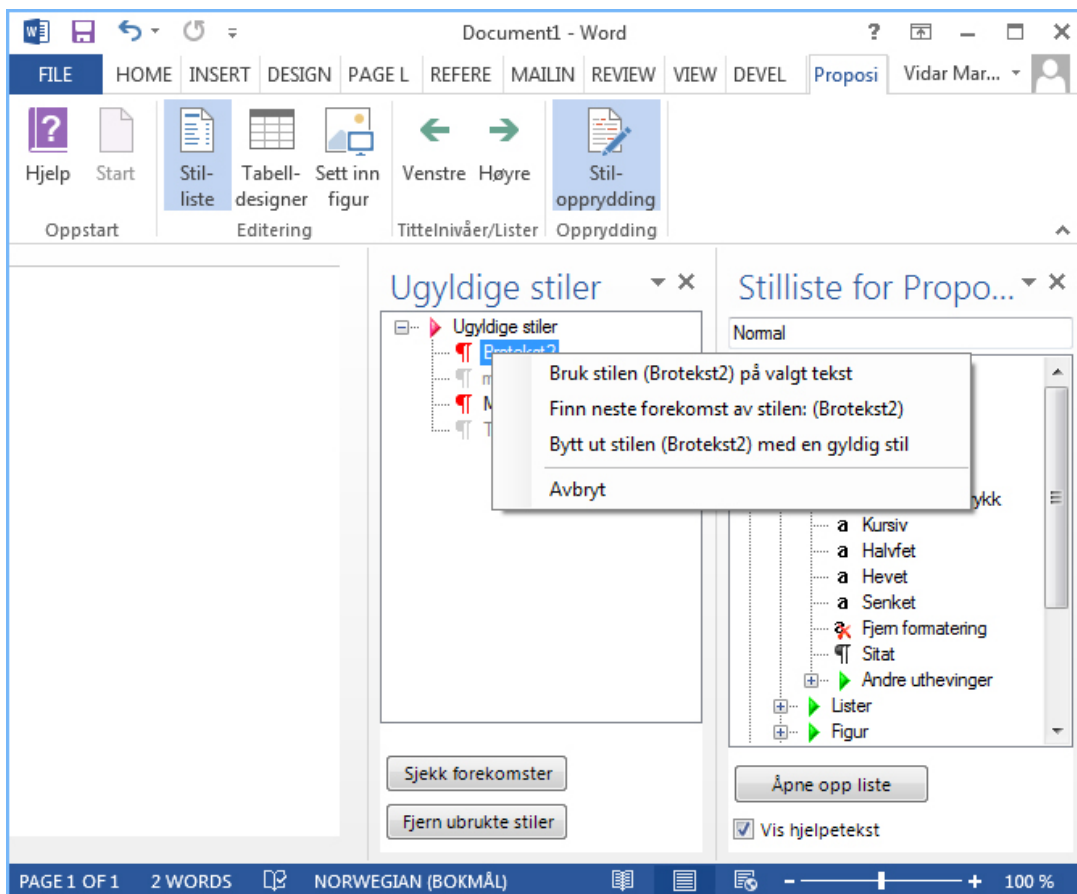 Document1 - Word
?
FILE HOME INSERT DESIGN PAGE L REFERE MAILIN REVIEW VIEW DEVEL Proposi Vidar Mar...
Hjelp Start Stil-
liste Tabell-
designer Sett inn
figur Venstre Høyre Stil-
opprydding
Oppstart Editering Tittelnivåer/Lister Opprydding
Ugyldige stiler
Ugyldige stiler
Brotekst2
m
M
T
Bruk stilen (Brotekst2) på valgt tekst
Finn neste forekomst av stilen: (Brotekst2)
Bytt ut stilen (Brotekst2) med en gyldig stil
Avbryt
Sjekk forekomster
Fjern ubrukte stiler
Stilliste for Propo...
Normal
ykk
a Kursiv
a Halvfet
a Hevet
a Senket
a Fjern formatering
¶ Sitat
Andre uthevinger
Lister
Figur
Åpne opp liste
Vis hjelpetekst
PAGE 1 OF 1 2 WORDS NORWEGIAN (BOKMÅL) 100 %